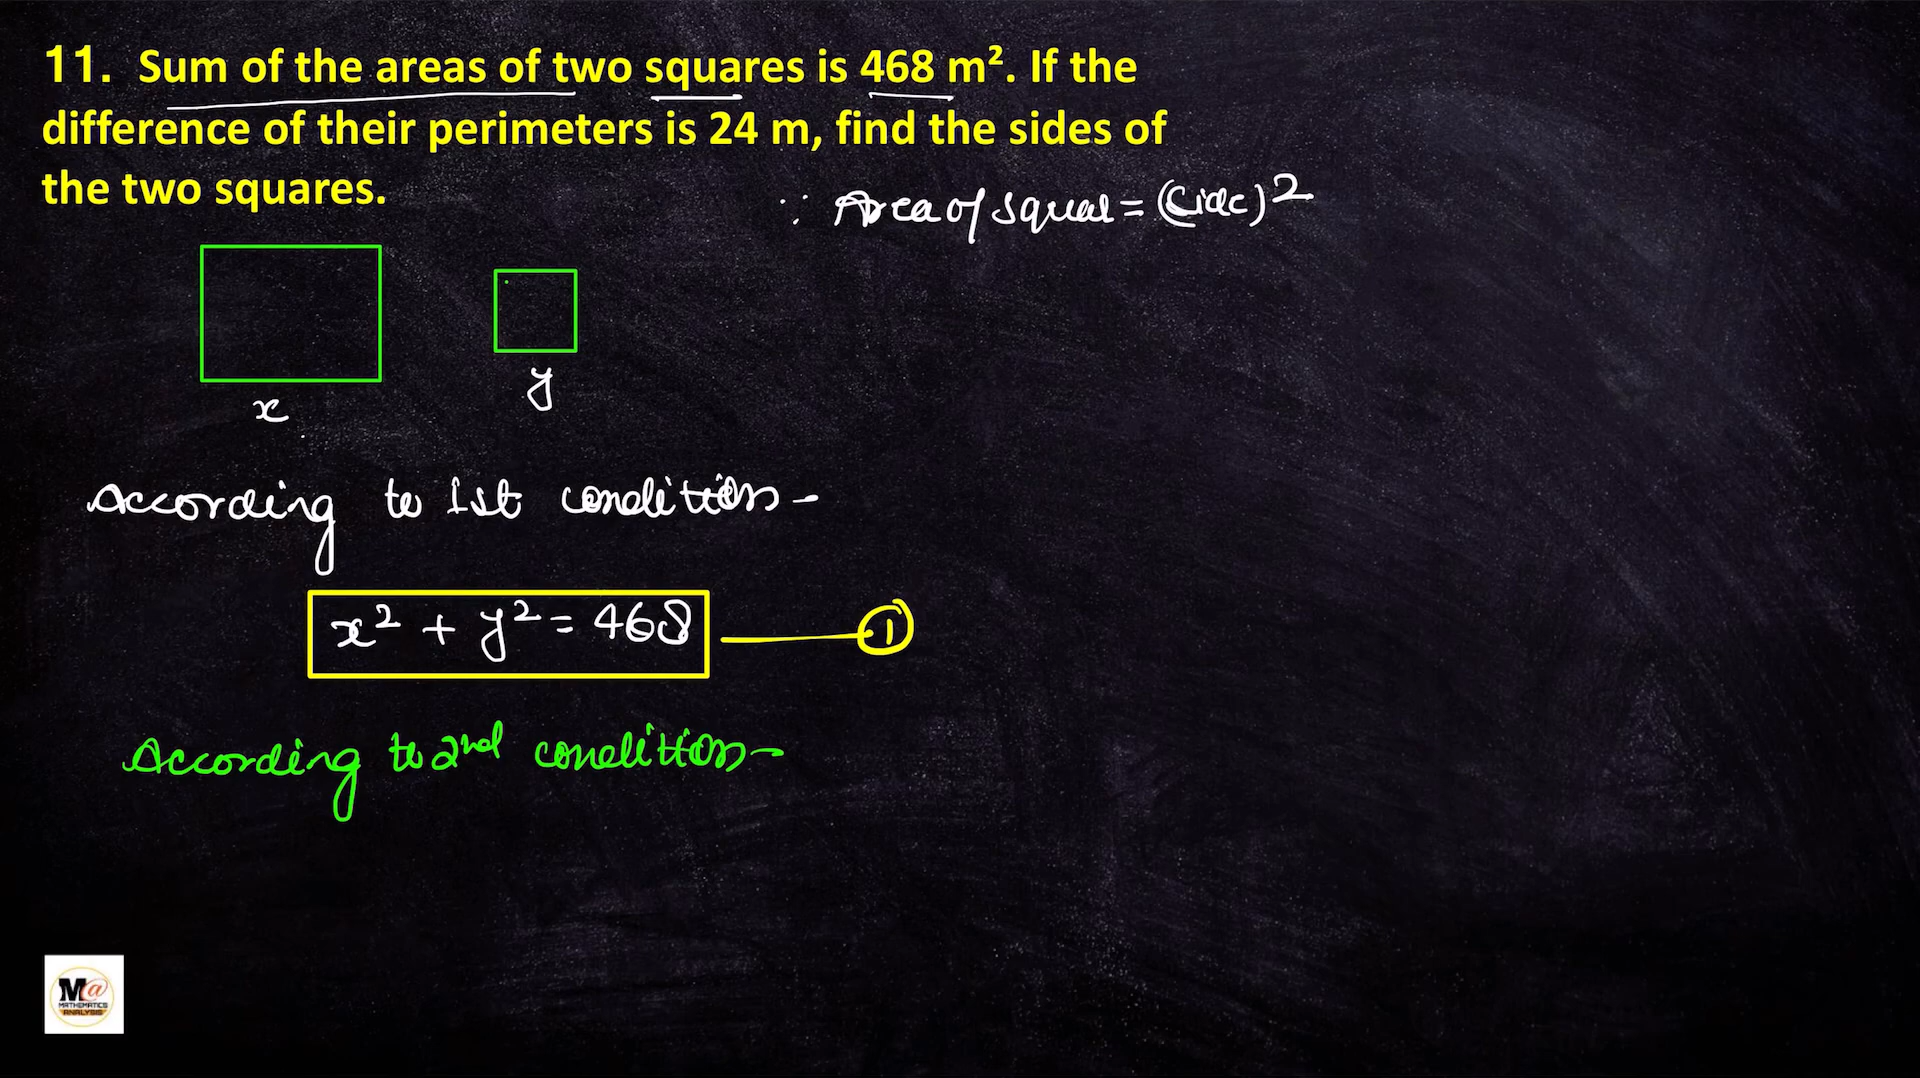 11. Sum of the areas of two squares is 468 m². If the
difference of their perimeters is 24 m, find the sides of
the two squares.
∵ Area of square = (Side)²
x
y
According to 1st condition -
x² + y² = 468 —— ①
According to 2nd condition -
M@
MATHEMATICS
ANALYSIS